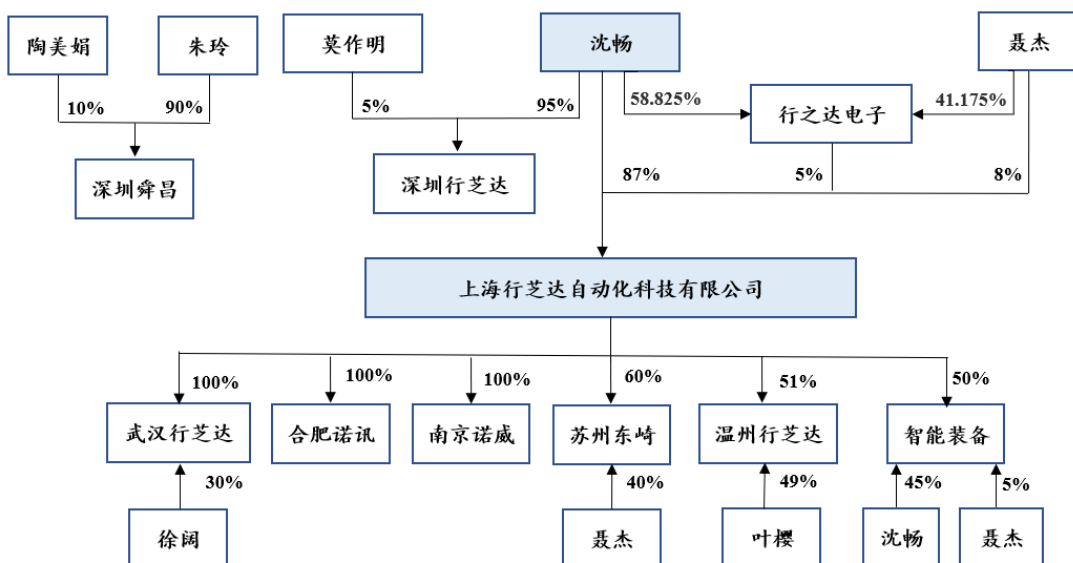 陶美娟
朱玲
莫作明
沈畅
聂杰
10%
90%
5%
95%
58.825%
行之达电子
41.175%
深圳舜昌
深圳行芝达
87%
5%
8%
上海行芝达自动化科技有限公司
100%
100%
100%
60%
51%
50%
武汉行芝达
合肥诺讯
南京诺威
苏州东崎
温州行芝达
智能装备
30%
40%
49%
45%
5%
徐阔
聂杰
叶樱
沈畅
聂杰